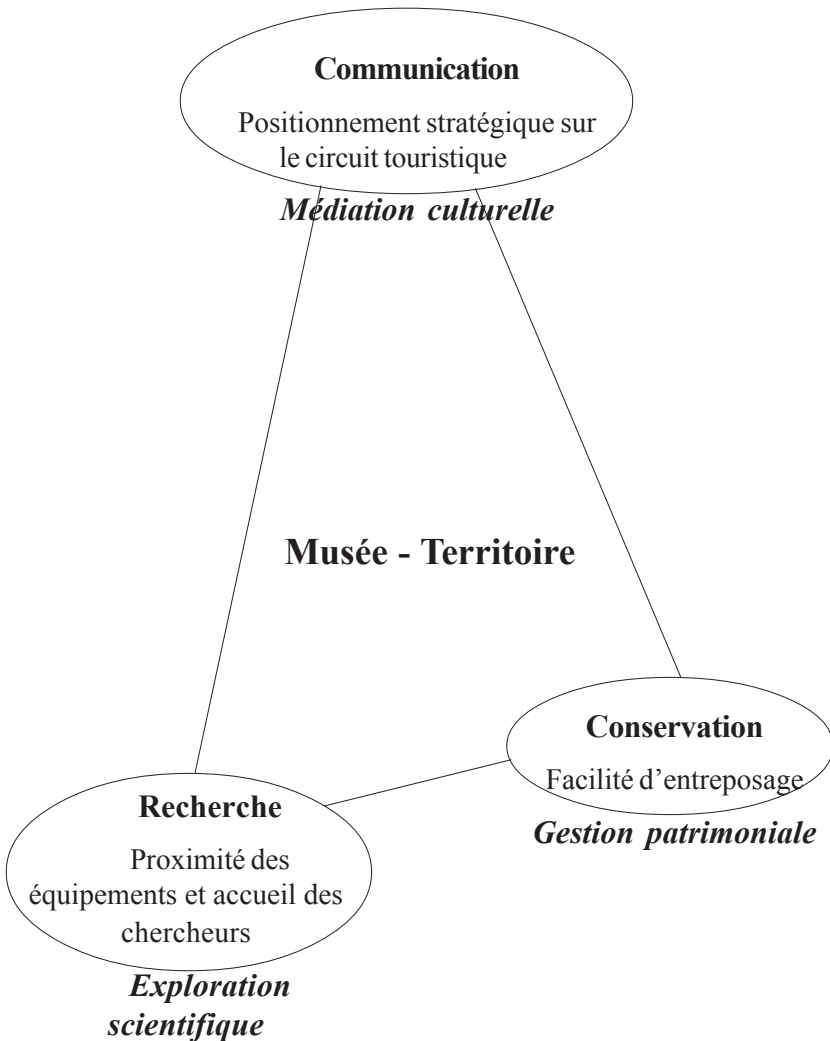 Communication
Positionnement stratégique sur
le circuit touristique
Médiation culturelle
Musée - Territoire
Conservation
Facilité d’entreposage
Gestion patrimoniale
Recherche
Proximité des
équipements et accueil des
chercheurs
Exploration
scientifique